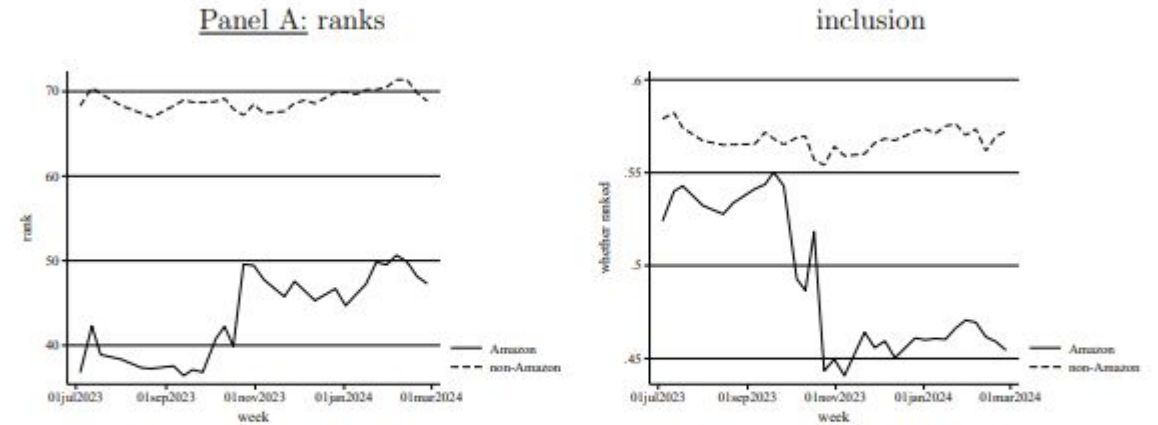 Panel A: ranks
inclusion
70
60
50
40
rank
01jul2023 01sep2023 01nov2023 01jan2024 01mar2024
week
Amazon
non-Amazon
.6
.55
.5
.45
whether ranked
01jul2023 01sep2023 01nov2023 01jan2024 01mar2024
week
Amazon
non-Amazon